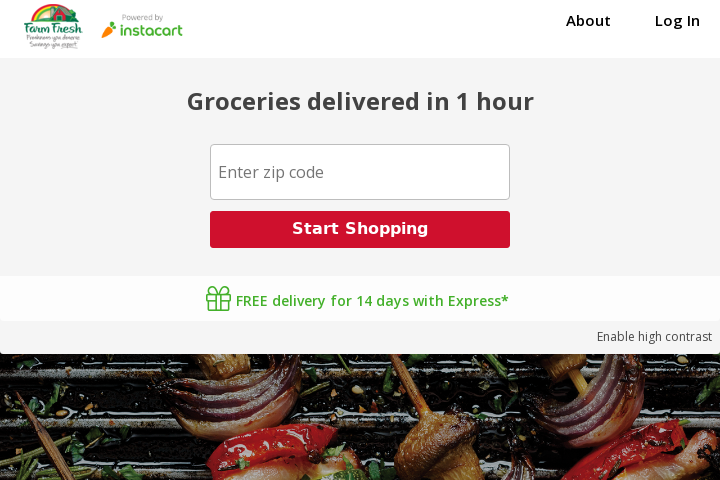 Farm Fresh
Freshness you deserve
Savings you expect
Powered by
instacart
About
Log In
Groceries delivered in 1 hour
Enter zip code
Start Shopping
FREE delivery for 14 days with Express*
Enable high contrast